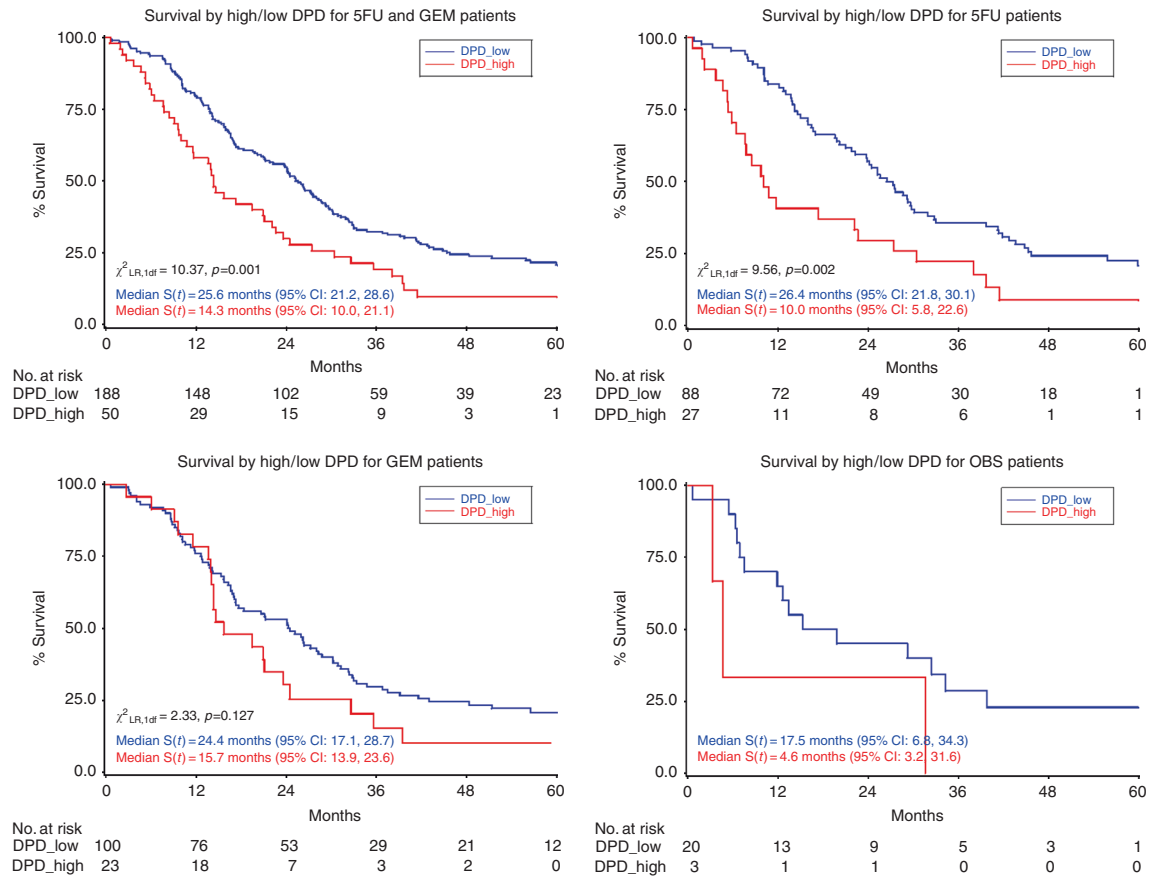 Survival by high/low DPD for 5FU and GEM patients
100.0
75.0
50.0
25.0
0.0
% Survival
DPD_low
DPD_high
χ²LR,1df = 10.37, p=0.001
Median S(t)=25.6 months (95% CI: 21.2, 28.6)
Median S(t)=14.3 months (95% CI: 10.0, 21.1)
0 12 24 36 48 60
Months
No. at risk
DPD_low 188 148 102 59 39 23
DPD_high 50 29 15 9 3 1
Survival by high/low DPD for 5FU patients
100.0
75.0
50.0
25.0
0.0
% Survival
DPD_low
DPD_high
χ²LR,1df = 9.56, p=0.002
Median S(t)=26.4 months (95% CI: 21.8, 30.1)
Median S(t)=10.0 months (95% CI: 5.8, 22.6)
0 12 24 36 48 60
Months
No. at risk
DPD_low 88 72 49 30 18 1
DPD_high 27 11 8 6 1 1
Survival by high/low DPD for GEM patients
100.0
75.0
50.0
25.0
0.0
% Survival
DPD_low
DPD_high
χ²LR,1df = 2.33, p=0.127
Median S(t)=24.4 months (95% CI: 17.1, 28.7)
Median S(t)=15.7 months (95% CI: 13.9, 23.6)
0 12 24 36 48 60
Months
No. at risk
DPD_low 100 76 53 29 21 12
DPD_high 23 18 7 3 2 0
Survival by high/low DPD for OBS patients
100.0
75.0
50.0
25.0
0.0
% Survival
DPD_low
DPD_high
Median S(t)=17.5 months (95% CI: 6.8, 34.3)
Median S(t)=4.6 months (95% CI: 3.2, 31.6)
0 12 24 36 48 60
Months
No. at risk
DPD_low 20 13 9 5 3 1
DPD_high 3 1 1 0 0 0